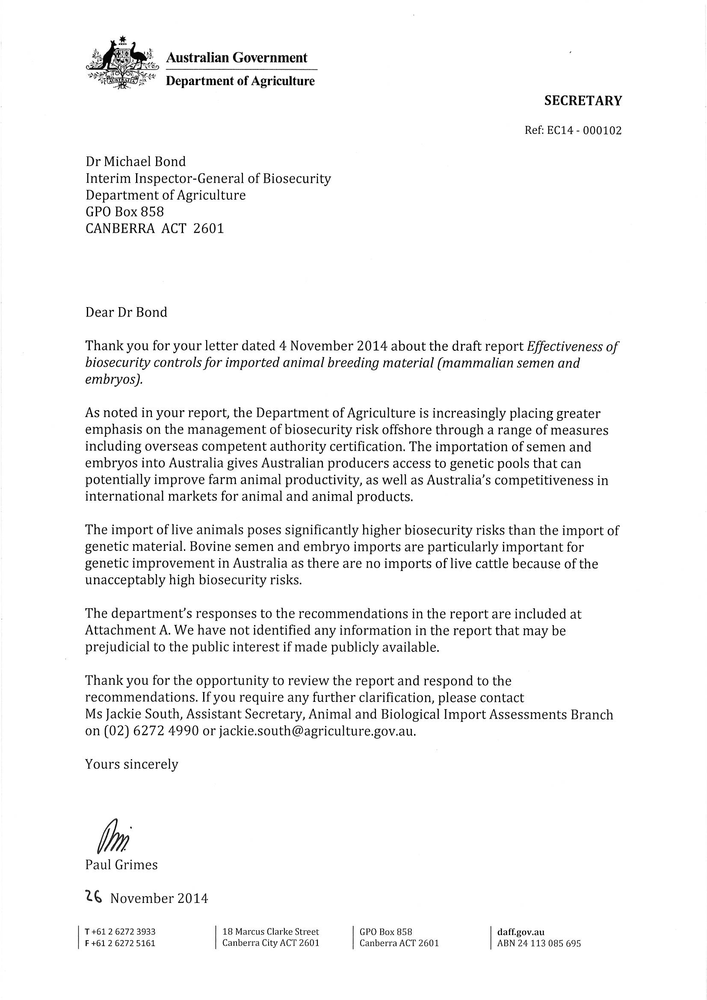 Australian Government
Department of Agriculture
AUSTRALIA
SECRETARY
Ref: EC14 - 000102
Dr Michael Bond
Interim Inspector-General of Biosecurity
Department of Agriculture
GPO Box 858
CANBERRA ACT 2601
Dear Dr Bond
Thank you for your letter dated 4 November 2014 about the draft report Effectiveness of
biosecurity controls for imported animal breeding material (mammalian semen and
embryos).
As noted in your report, the Department of Agriculture is increasingly placing greater
emphasis on the management of biosecurity risk offshore through a range of measures
including overseas competent authority certification. The importation of semen and
embryos into Australia gives Australian producers access to genetic pools that can
potentially improve farm animal productivity, as well as Australia's competitiveness in
international markets for animal and animal products.
The import of live animals poses significantly higher biosecurity risks than the import of
genetic material. Bovine semen and embryo imports are particularly important for
genetic improvement in Australia as there are no imports of live cattle because of the
unacceptably high biosecurity risks.
The department's responses to the recommendations in the report are included at
Attachment A. We have not identified any information in the report that may be
prejudicial to the public interest if made publicly available.
Thank you for the opportunity to review the report and respond to the
recommendations. If you require any further clarification, please contact
Ms Jackie South, Assistant Secretary, Animal and Biological Import Assessments Branch
on (02) 6272 4990 or jackie.south@agriculture.gov.au.
Yours sincerely
Paul Grimes
26 November 2014
T +61 2 6272 3933
F +61 2 6272 5161
18 Marcus Clarke Street
Canberra City ACT 2601
GPO Box 858
Canberra ACT 2601
daff.gov.au
ABN 24 113 085 695